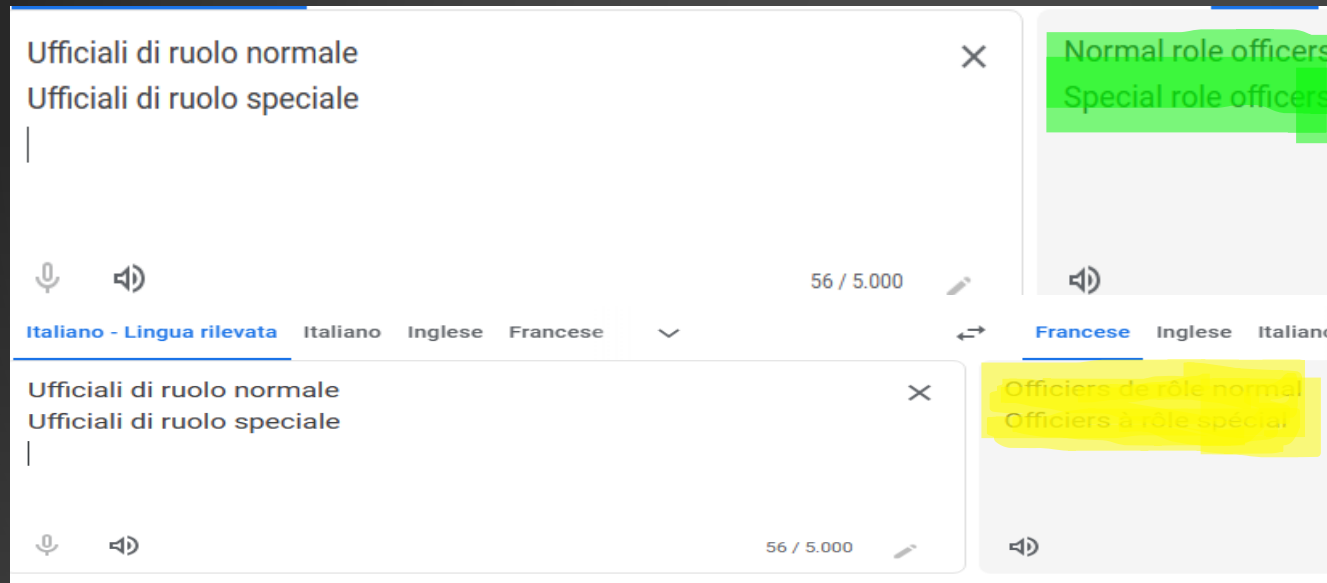 Ufficiali di ruolo normale
Ufficiali di ruolo speciale
Normal role officers
Special role officers
56 / 5.000
Italiano - Lingua rilevata Italiano Inglese Francese
Francese Inglese Italiano
Ufficiali di ruolo normale
Ufficiali di ruolo speciale
Officiers de rôle normal
Officiers à rôle spécial
56 / 5.000